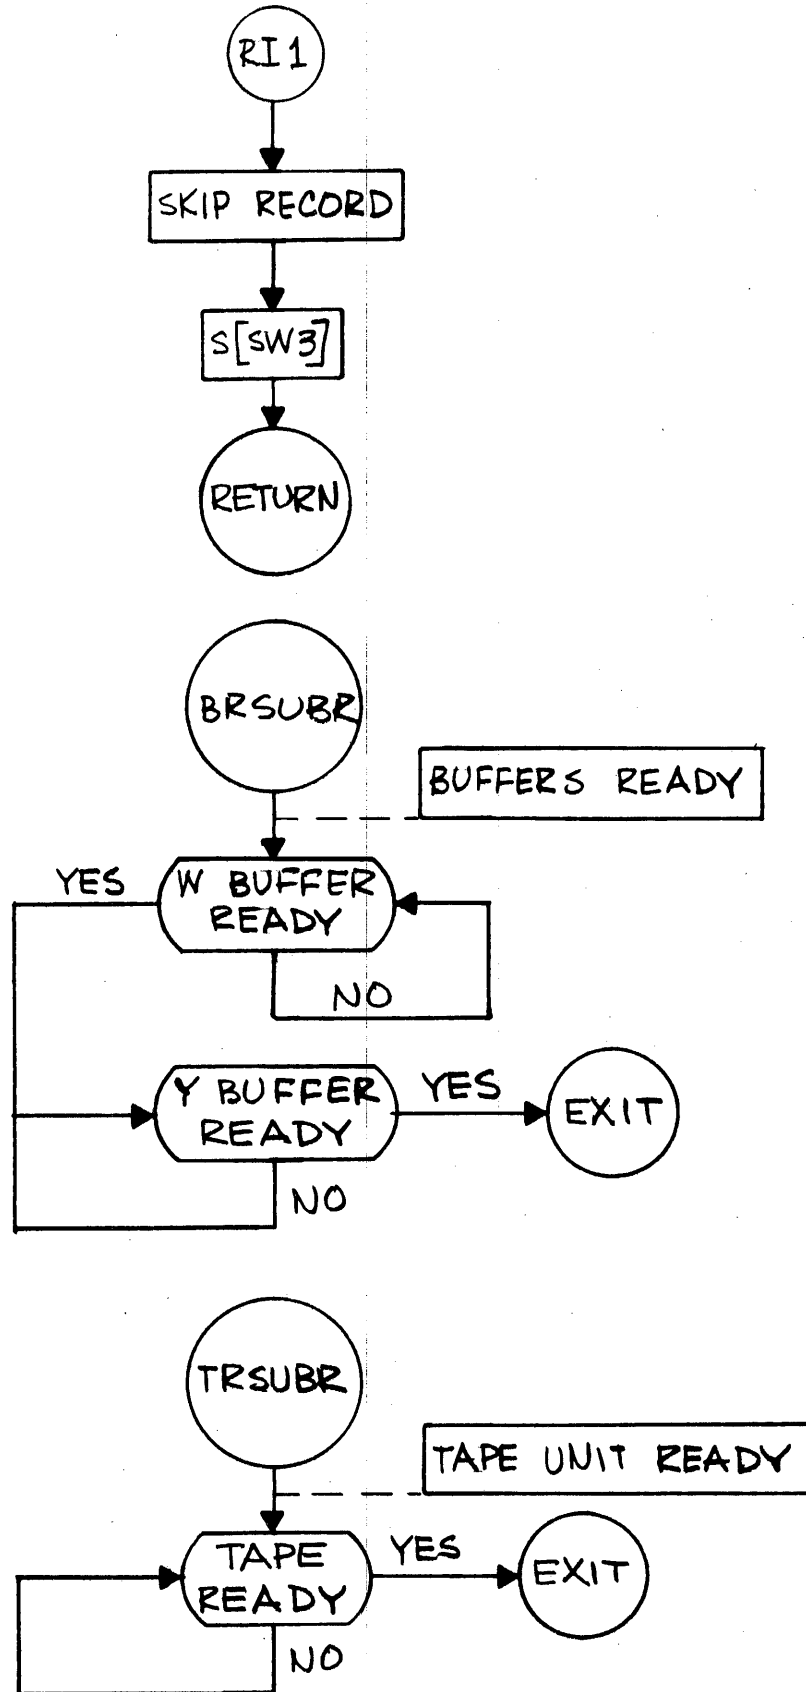 RI1
SKIP RECORD
S[SW3]
RETURN
BRSUBR
BUFFERS READY
YES
W BUFFER
READY
NO
Y BUFFER
READY
YES
EXIT
NO
TRSUBR
TAPE UNIT READY
TAPE
READY
YES
EXIT
NO